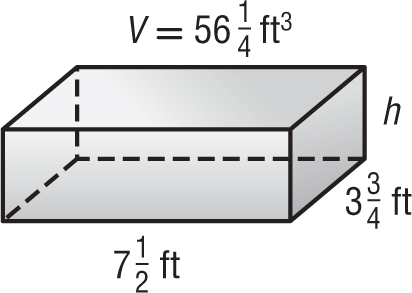 V = 56 1/4 ft³
h
3 3/4 ft
7 1/2 ft